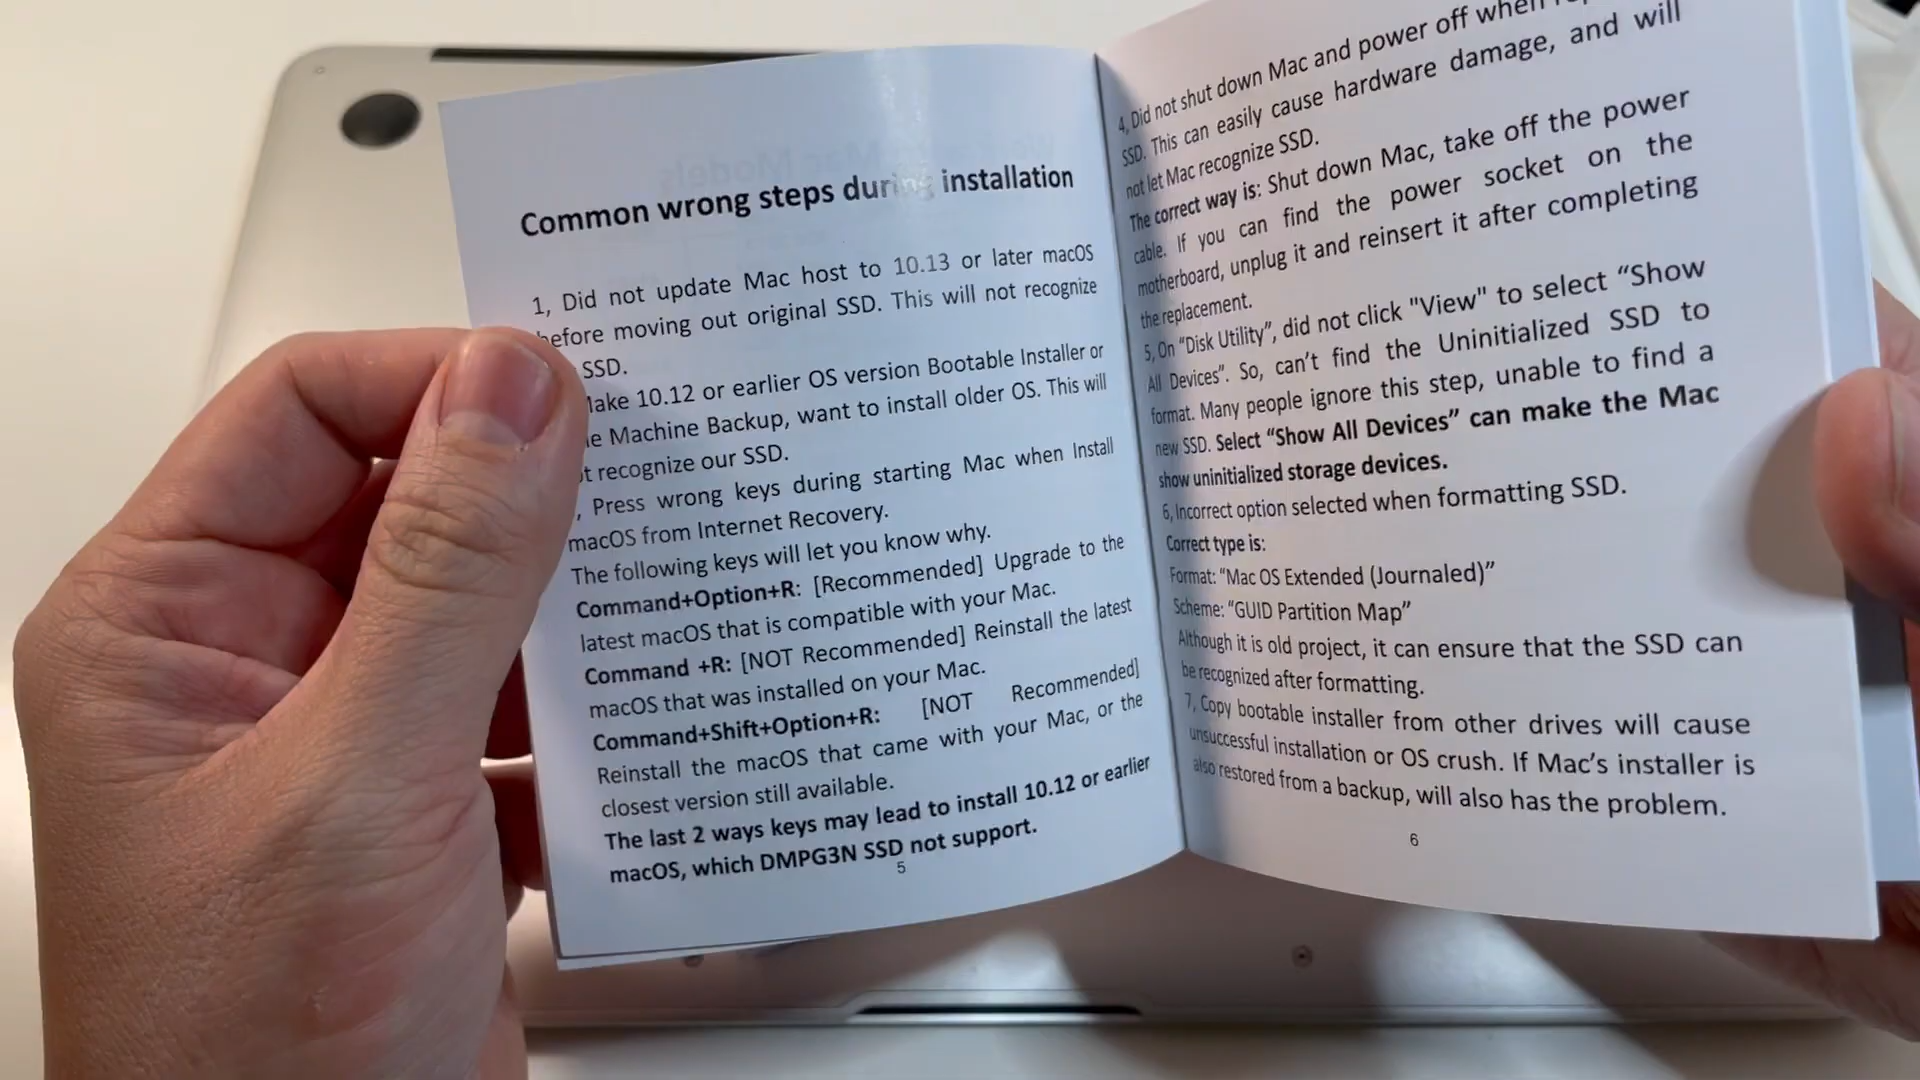 Common wrong steps during installation
1, Did not update Mac host to 10.13 or later macOS
before moving out original SSD. This will not recognize
SSD.
Make 10.12 or earlier OS version Bootable Installer or
Machine Backup, want to install older OS. This will
recognize our SSD.
, Press wrong keys during starting Mac when Install
macOS from Internet Recovery.
The following keys will let you know why.
Command+Option+R: [Recommended] Upgrade to the
latest macOS that is compatible with your Mac.
Command +R: [NOT Recommended] Reinstall the latest
macOS that was installed on your Mac.
Command+Shift+Option+R: [NOT Recommended]
Reinstall the macOS that came with your Mac, or the
closest version still available.
The last 2 ways keys may lead to install 10.12 or earlier
macOS, which DMPG3N SSD not support.
5
4, Did not shut down Mac and power off when
SSD. This can easily cause hardware damage, and will
not let Mac recognize SSD.
The correct way is: Shut down Mac, take off the power
cable. If you can find the power socket on the
motherboard, unplug it and reinsert it after completing
the replacement.
5, On “Disk Utility”, did not click "View" to select “Show
All Devices”. So, can’t find the Uninitialized SSD to
format. Many people ignore this step, unable to find a
new SSD. Select “Show All Devices” can make the Mac
show uninitialized storage devices.
6, Incorrect option selected when formatting SSD.
Correct type is:
Format: “Mac OS Extended (Journaled)”
Scheme: “GUID Partition Map”
Although it is old project, it can ensure that the SSD can
be recognized after formatting.
7, Copy bootable installer from other drives will cause
unsuccessful installation or OS crush. If Mac’s installer is
also restored from a backup, will also has the problem.
6